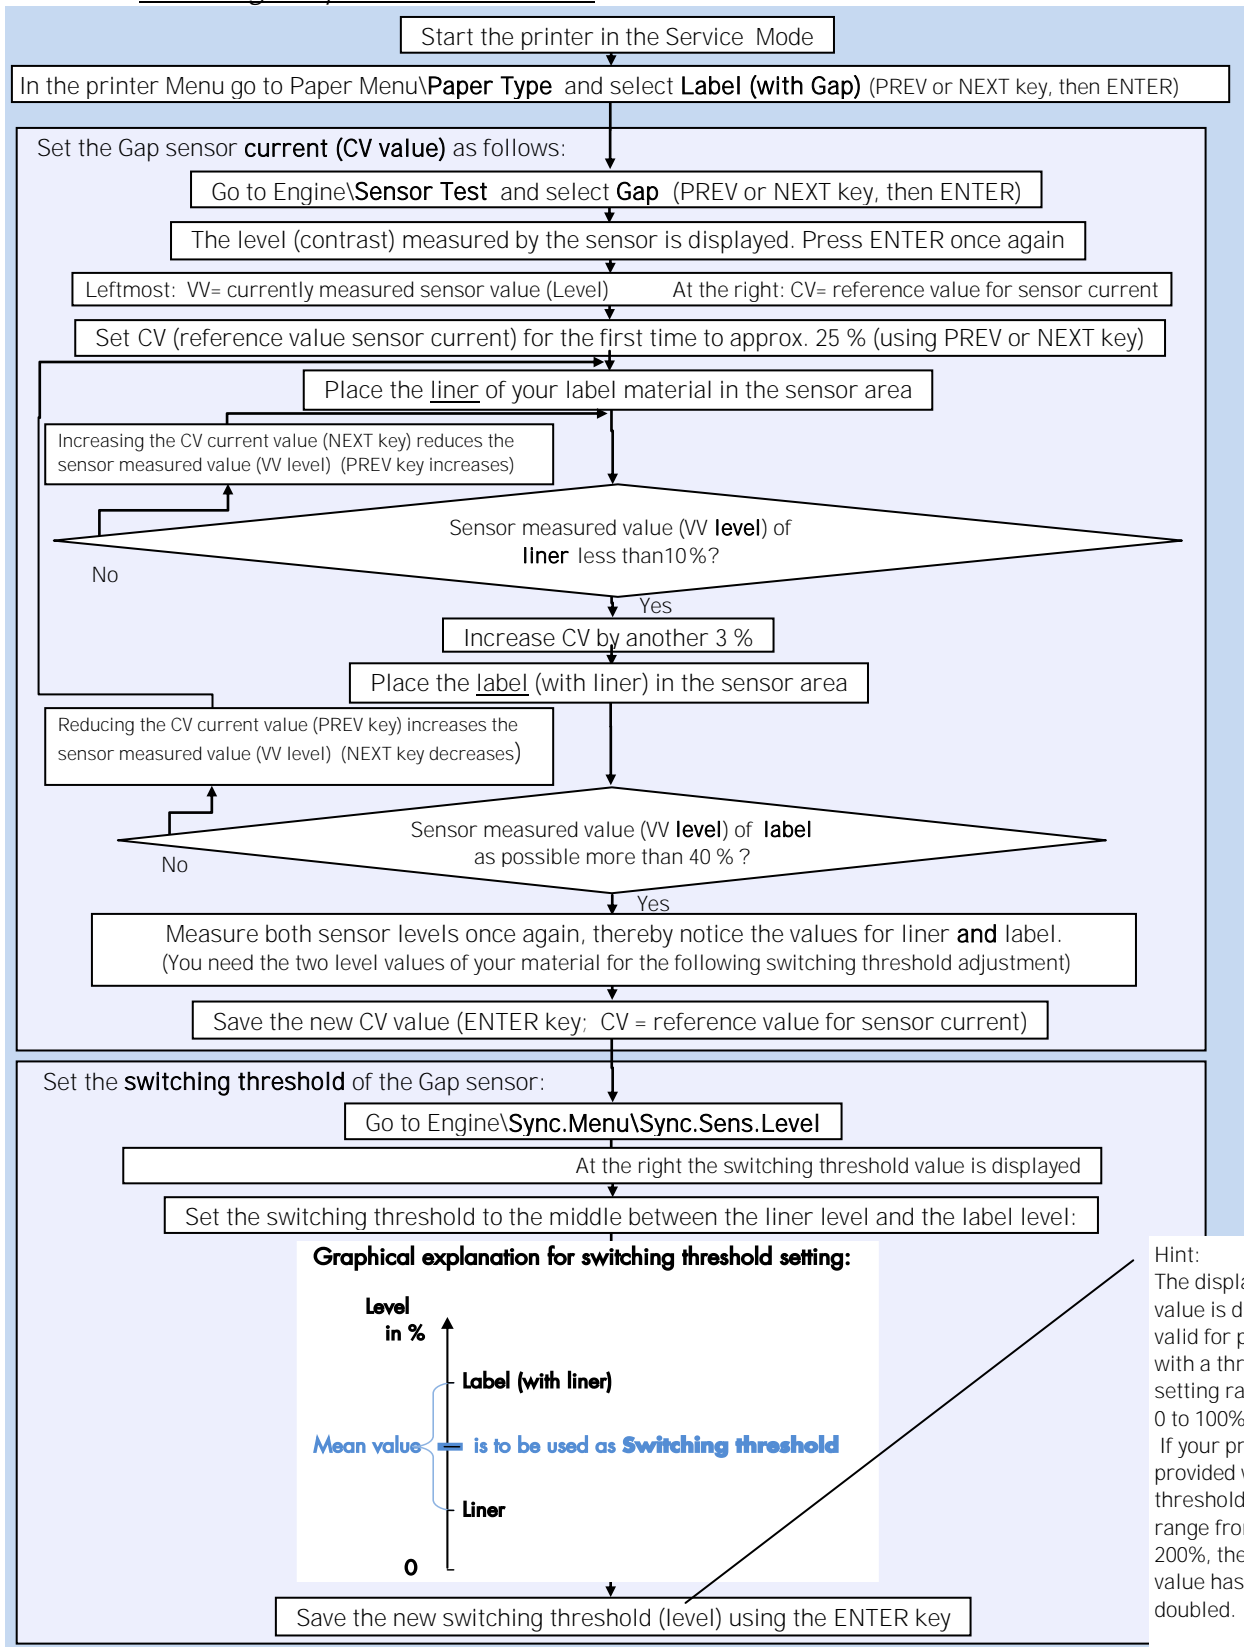 Start the printer in the Service Mode
In the printer Menu go to Paper Menu\Paper Type and select Label (with Gap) (PREV or NEXT key, then ENTER)
Set the Gap sensor current (CV value) as follows:
Go to Engine\Sensor Test and select Gap (PREV or NEXT key, then ENTER)
The level (contrast) measured by the sensor is displayed. Press ENTER once again
Leftmost: VV= currently measured sensor value (Level) At the right: CV= reference value for sensor current
Set CV (reference value sensor current) for the first time to approx. 25 % (using PREV or NEXT key)
Place the liner of your label material in the sensor area
Increasing the CV current value (NEXT key) reduces the
sensor measured value (VV level) (PREV key increases)
Sensor measured value (VV level) of
liner less than10%?
No
Yes
Increase CV by another 3 %
Place the label (with liner) in the sensor area
Reducing the CV current value (PREV key) increases the
sensor measured value (VV level) (NEXT key decreases)
Sensor measured value (VV level) of label
as possible more than 40 % ?
No
Yes
Measure both sensor levels once again, thereby notice the values for liner and label.
(You need the two level values of your material for the following switching threshold adjustment)
Save the new CV value (ENTER key; CV = reference value for sensor current)
Set the switching threshold of the Gap sensor:
Go to Engine\Sync.Menu\Sync.Sens.Level
At the right the switching threshold value is displayed
Set the switching threshold to the middle between the liner level and the label level:
Graphical explanation for switching threshold setting:
Level
in %
Label (with liner)
Mean value is to be used as Switching threshold
Liner
0
Save the new switching threshold (level) using the ENTER key
Hint:
The
value is
valid for
with a
setting
0 to 100%
If your
provided
threshold
range
200%, the
value has
doubled.